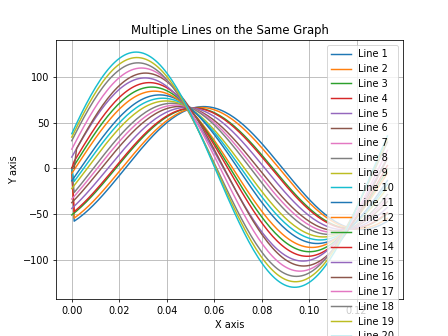 Multiple Lines on the Same Graph
Y axis
100
50
0
−50
−100
0.00
0.02
0.04
0.06
0.08
0.10
X axis
Line 1
Line 2
Line 3
Line 4
Line 5
Line 6
Line 7
Line 8
Line 9
Line 10
Line 11
Line 12
Line 13
Line 14
Line 15
Line 16
Line 17
Line 18
Line 19
Line 20